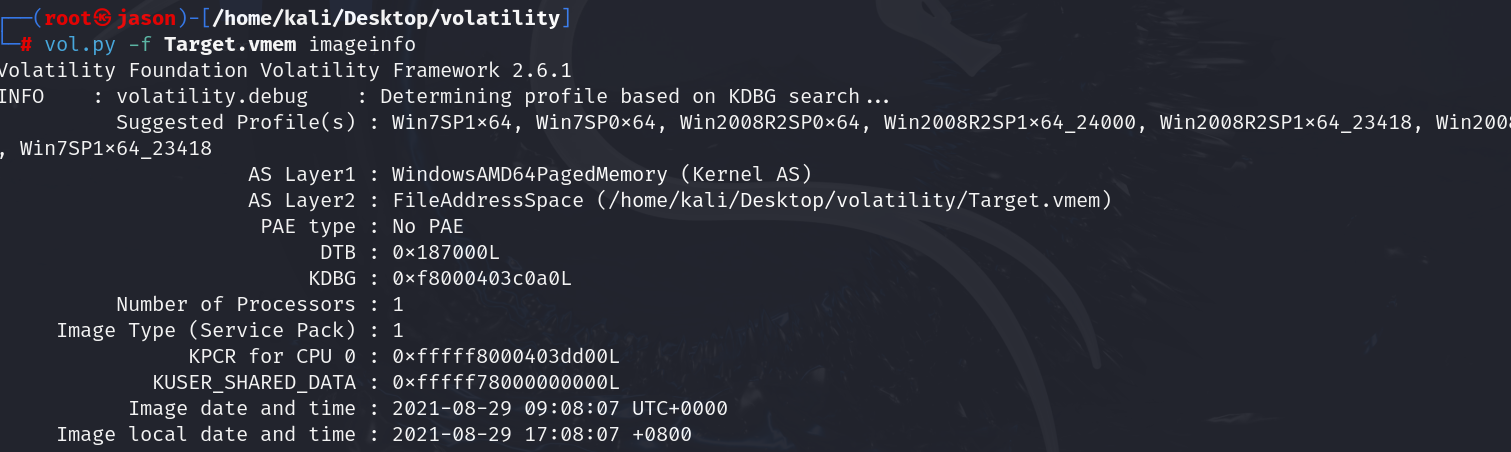 ┌──(root㉿jason)-[/home/kali/Desktop/volatility]
└─# vol.py -f Target.vmem imageinfo
Volatility Foundation Volatility Framework 2.6.1
INFO    : volatility.debug    : Determining profile based on KDBG search...
Suggested Profile(s) : Win7SP1x64, Win7SP0x64, Win2008R2SP0x64, Win2008R2SP1x64_24000, Win2008R2SP1x64_23418, Win2008
, Win7SP1x64_23418
AS Layer1 : WindowsAMD64PagedMemory (Kernel AS)
AS Layer2 : FileAddressSpace (/home/kali/Desktop/volatility/Target.vmem)
PAE type : No PAE
DTB : 0x187000L
KDBG : 0xf8000403c0a0L
Number of Processors : 1
Image Type (Service Pack) : 1
KPCR for CPU 0 : 0xfffff8000403dd00L
KUSER_SHARED_DATA : 0xfffff78000000000L
Image date and time : 2021-08-29 09:08:07 UTC+0000
Image local date and time : 2021-08-29 17:08:07 +0800